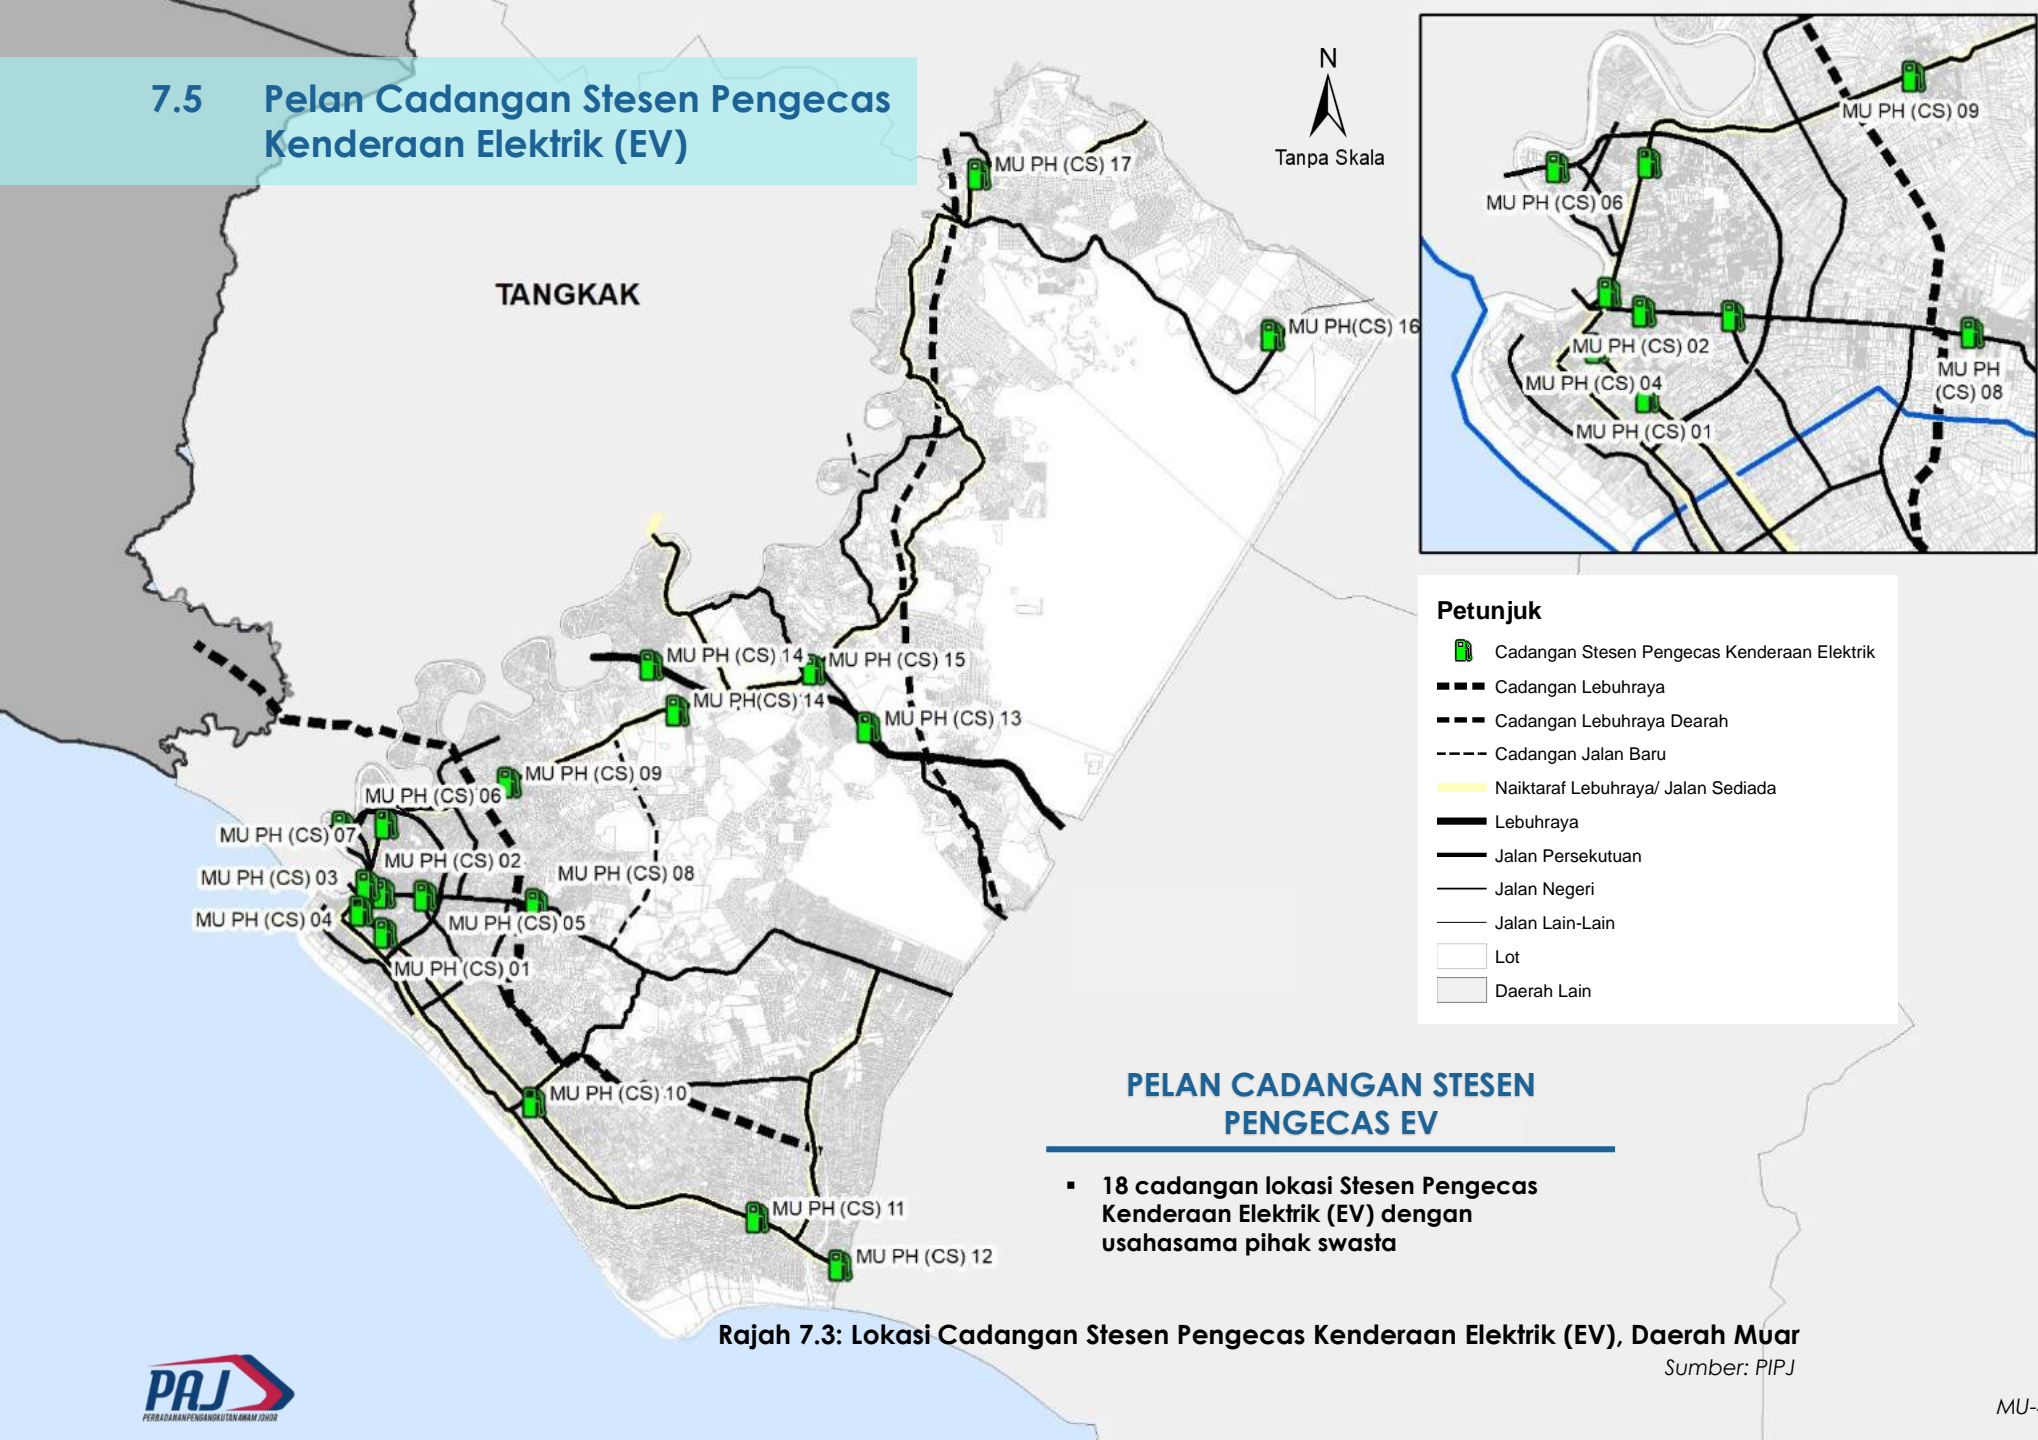 7.5 Pelan Cadangan Stesen Pengecas
Kenderaan Elektrik (EV)
N
Tanpa Skala
TANGKAK
MU PH (CS) 17
MU PH(CS) 16
MU PH (CS) 14
MU PH (CS) 15
MU PH(CS) 14
MU PH (CS) 13
MU PH (CS) 09
MU PH (CS) 06
MU PH (CS) 07
MU PH (CS) 02
MU PH (CS) 03
MU PH (CS) 08
MU PH (CS) 04
MU PH (CS) 05
MU PH (CS) 01
MU PH (CS) 10
MU PH (CS) 11
MU PH (CS) 12
MU PH (CS) 09
MU PH (CS) 06
MU PH (CS) 02
MU PH (CS) 04
MU PH
(CS) 08
MU PH (CS) 01
Petunjuk
Cadangan Stesen Pengecas Kenderaan Elektrik
Cadangan Lebuhraya
Cadangan Lebuhraya Dearah
Cadangan Jalan Baru
Naiktaraf Lebuhraya/ Jalan Sediada
Lebuhraya
Jalan Persekutuan
Jalan Negeri
Jalan Lain-Lain
Lot
Daerah Lain
PELAN CADANGAN STESEN
PENGECAS EV
▪ 18 cadangan lokasi Stesen Pengecas
Kenderaan Elektrik (EV) dengan
usahasama pihak swasta
Rajah 7.3: Lokasi Cadangan Stesen Pengecas Kenderaan Elektrik (EV), Daerah Muar
Sumber: PIPJ
PAJ
PERBADANAN PENGANGKUTAN AWAM JOHOR